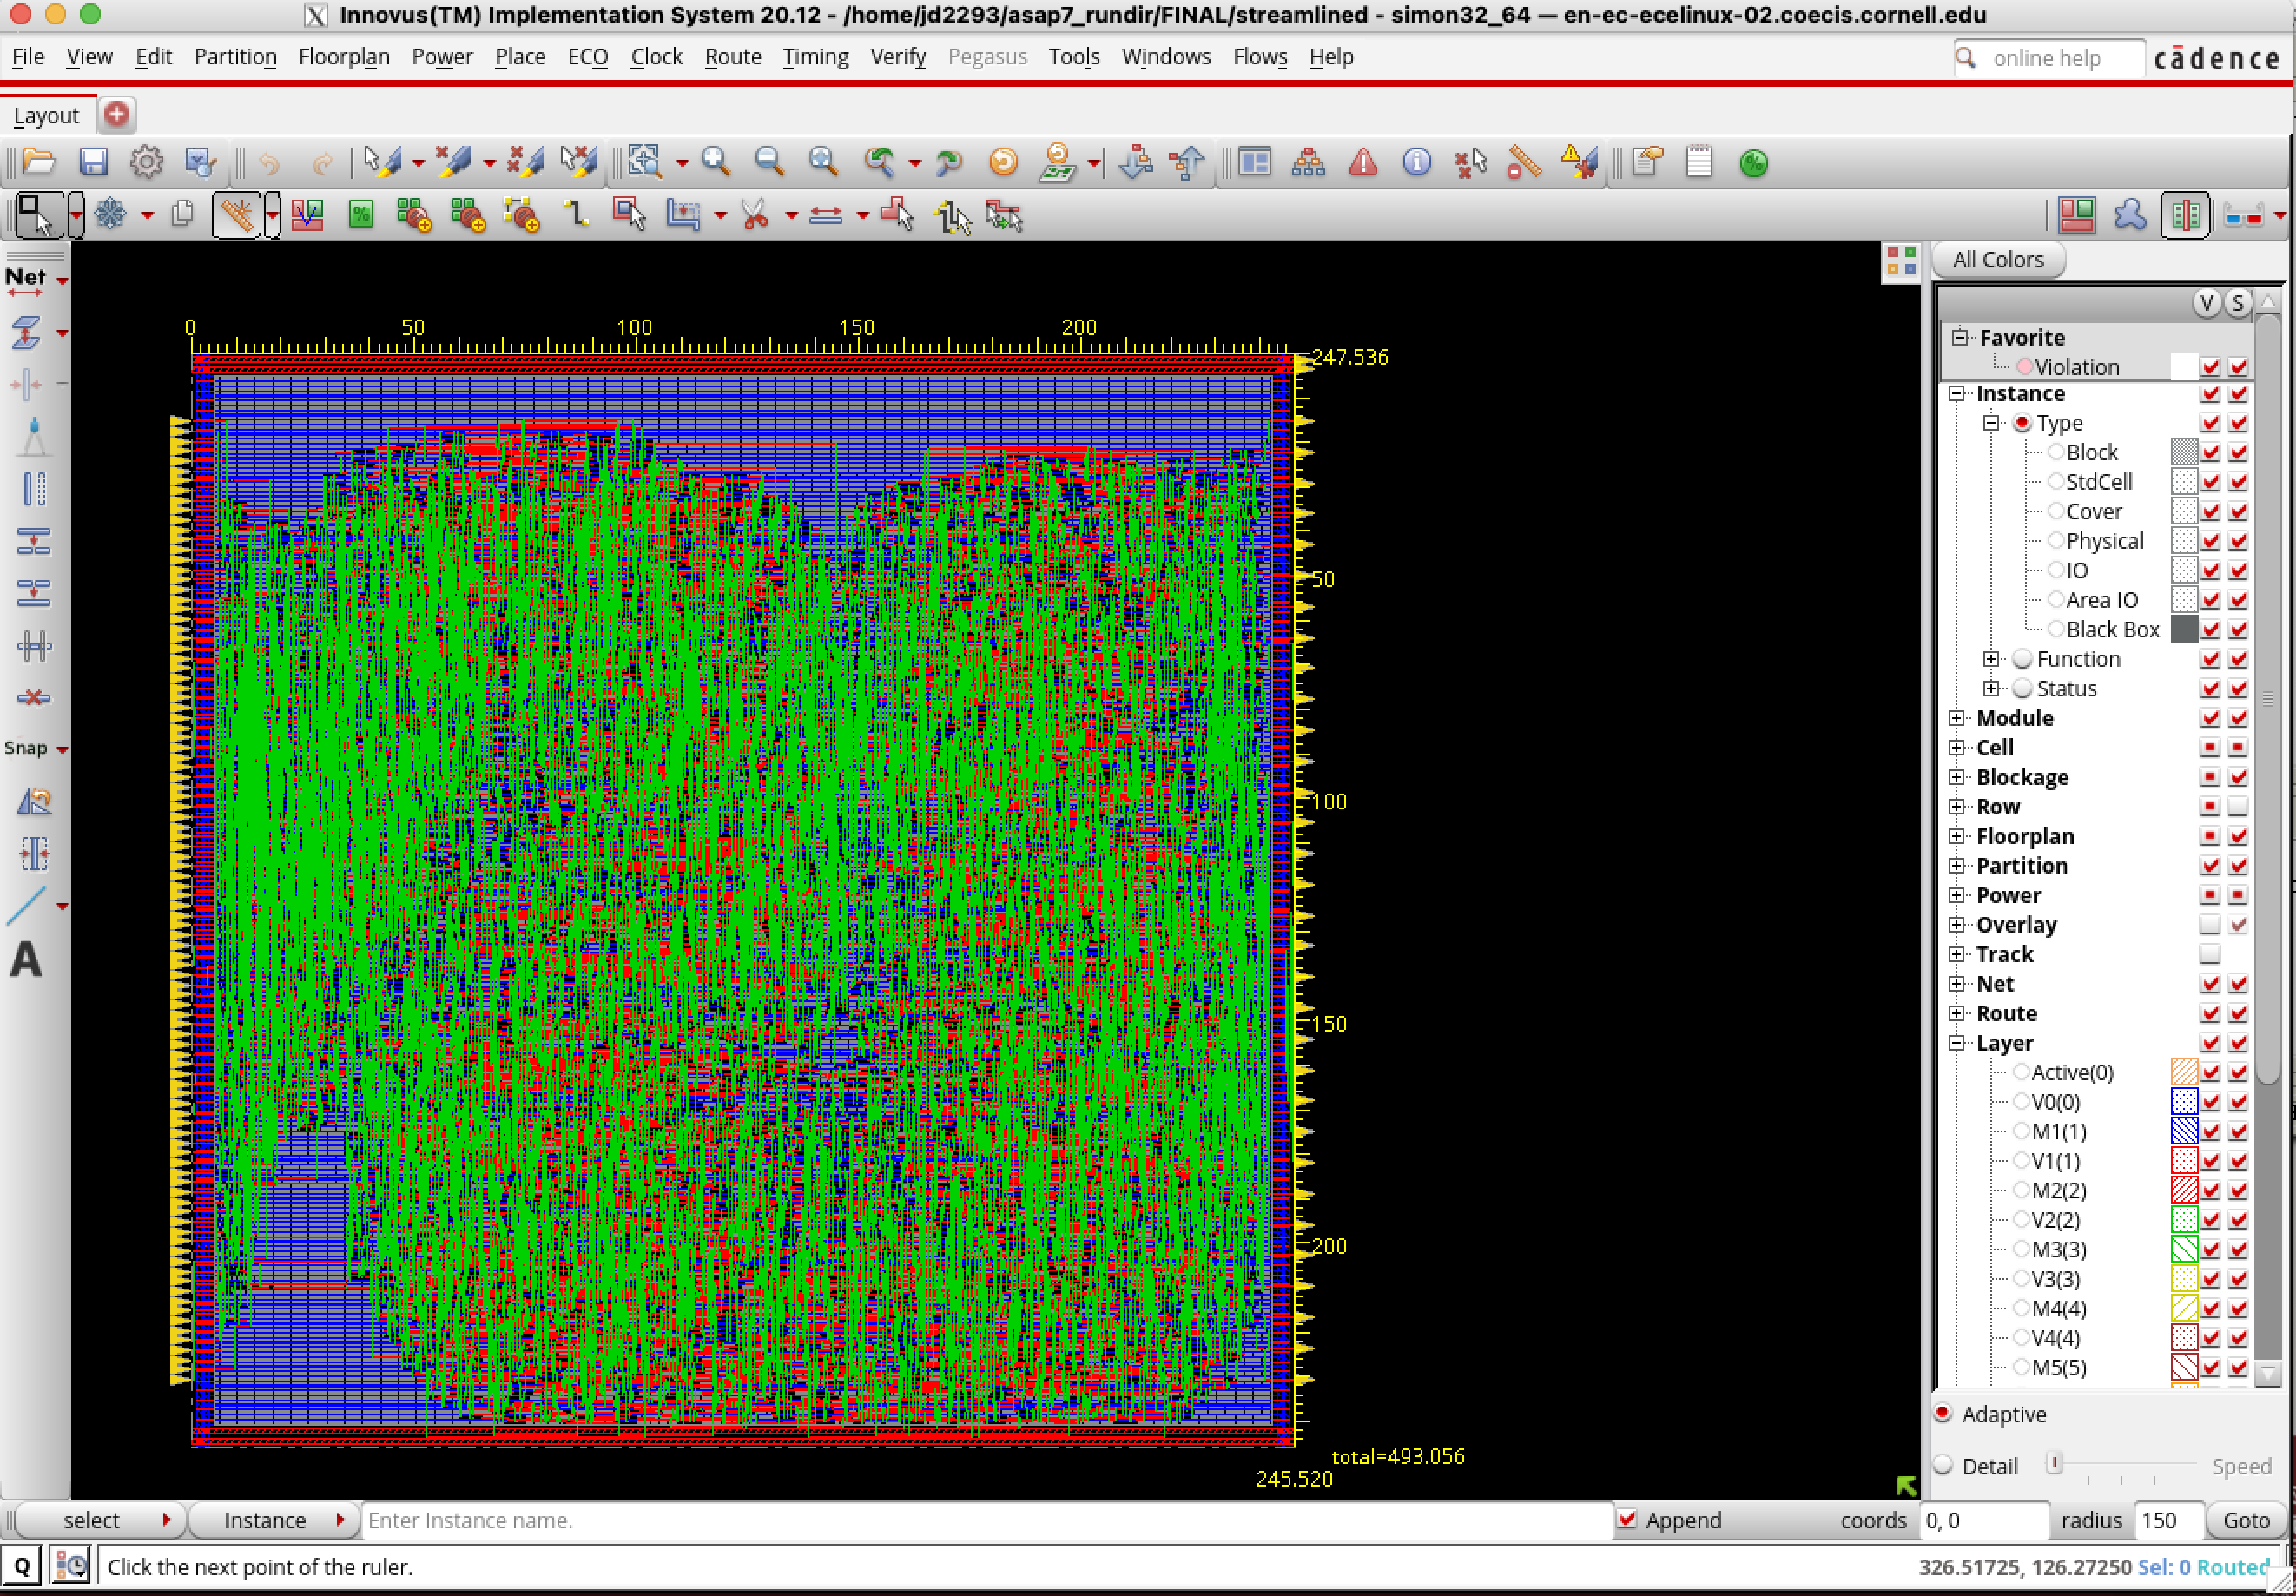 Innovus(TM) Implementation System 20.12 - /home/jd2293/asap7_rundir/FINAL/streamlined - simon32_64 — en-ec-ecelinux-02.coecis.cornell.edu
File View Edit Partition Floorplan Power Place ECO Clock Route Timing Verify Pegasus Tools Windows Flows Help
online help
cādence
Layout
Net
Snap
A
0 50 100 150 200
247.536
50
100
150
200
total=493.056
245.520
All Colors
V S
Favorite
Violation
Instance
Type
Block
StdCell
Cover
Physical
IO
Area IO
Black Box
Function
Status
Module
Cell
Blockage
Row
Floorplan
Partition
Power
Overlay
Track
Net
Route
Layer
Active(0)
V0(0)
M1(1)
V1(1)
M2(2)
V2(2)
M3(3)
V3(3)
M4(4)
V4(4)
M5(5)
Adaptive
Detail Speed
select Instance Enter Instance name. Append coords 0, 0 radius 150 Goto
Q Click the next point of the ruler. 326.51725, 126.27250 Sel: 0 Routed